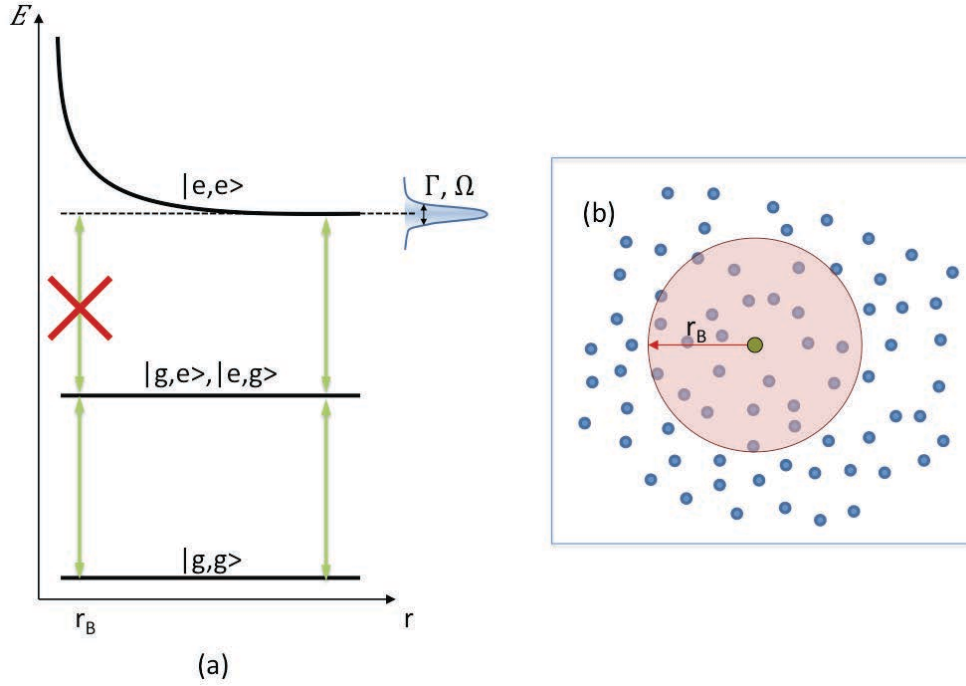 E
|e,e>
Γ, Ω
|g,e>,|e,g>
|g,g>
r_B
r
(a)
(b)
r_B